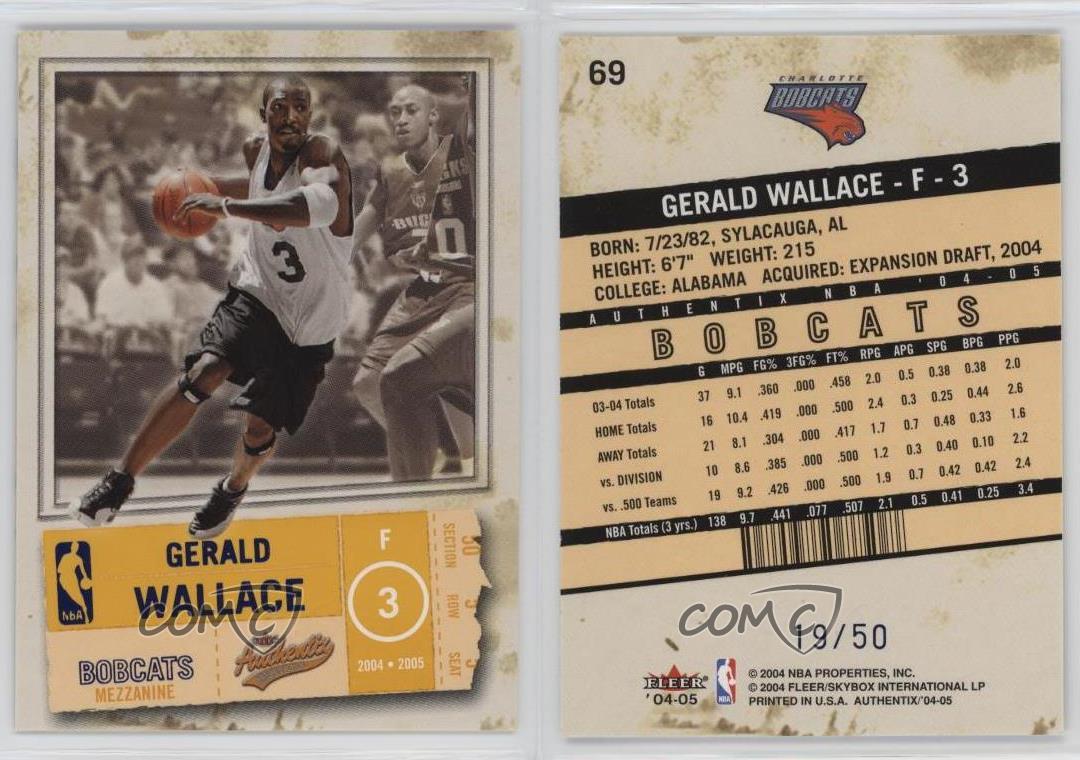 3
BUCKS
0
GERALD
WALLACE
F
3
2004 • 2005
NBA
BOBCATS
MEZZANINE
Authentix
SECTION ROW SEAT
COMC
69
CHARLOTTE
BOBCATS
GERALD WALLACE - F - 3
BORN: 7/23/82, SYLACAUGA, AL
HEIGHT: 6'7" WEIGHT: 215
COLLEGE: ALABAMA ACQUIRED: EXPANSION DRAFT, 2004
AUTHENTIX NBA '04-05
BOBCATS
G MPG FG% 3FG% FT% RPG APG SPG BPG PPG
03-04 Totals 37 9.1 .360 .000 .458 2.0 0.5 0.38 0.38 2.0
HOME Totals 16 10.4 .419 .000 .500 2.4 0.3 0.25 0.44 2.6
AWAY Totals 21 8.1 .304 .000 .417 1.7 0.7 0.48 0.33 1.6
vs. DIVISION 10 8.6 .385 .000 .500 1.2 0.3 0.40 0.10 2.2
vs. .500 Teams 19 9.2 .426 .000 .500 1.9 0.7 0.42 0.42 2.4
NBA Totals (3 yrs.) 138 9.7 .441 .077 .507 2.1 0.5 0.41 0.25 3.4
COMC
19/50
FLEER
'04-05
NBA
© 2004 NBA PROPERTIES, INC.
© 2004 FLEER/SKYBOX INTERNATIONAL LP
PRINTED IN U.S.A. AUTHENTIX/'04-05